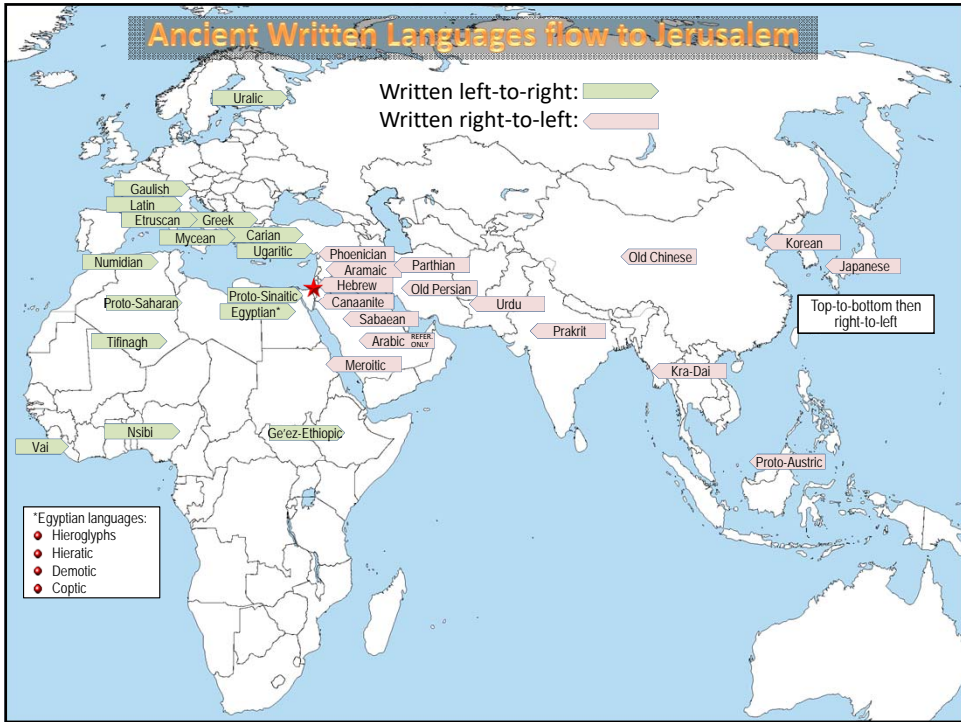 Ancient Written Languages flow to Jerusalem
Written left-to-right:
Written right-to-left:
Uralic
Gaulish
Latin
Etruscan
Greek
Mycean
Carian
Ugaritic
Numidian
Proto-Saharan
Proto-Sinaitic
Egyptian*
Tifinagh
Nsibi
Vai
Ge'ez-Ethiopic
Phoenician
Aramaic
Parthian
Hebrew
Old Persian
Canaanite
Sabaean
Arabic REFER.
ONLY
Meroitic
Urdu
Prakrit
Old Chinese
Korean
Japanese
Top-to-bottom then
right-to-left
Kra-Dai
Proto-Austric
*Egyptian languages:
Hieroglyphs
Hieratic
Demotic
Coptic